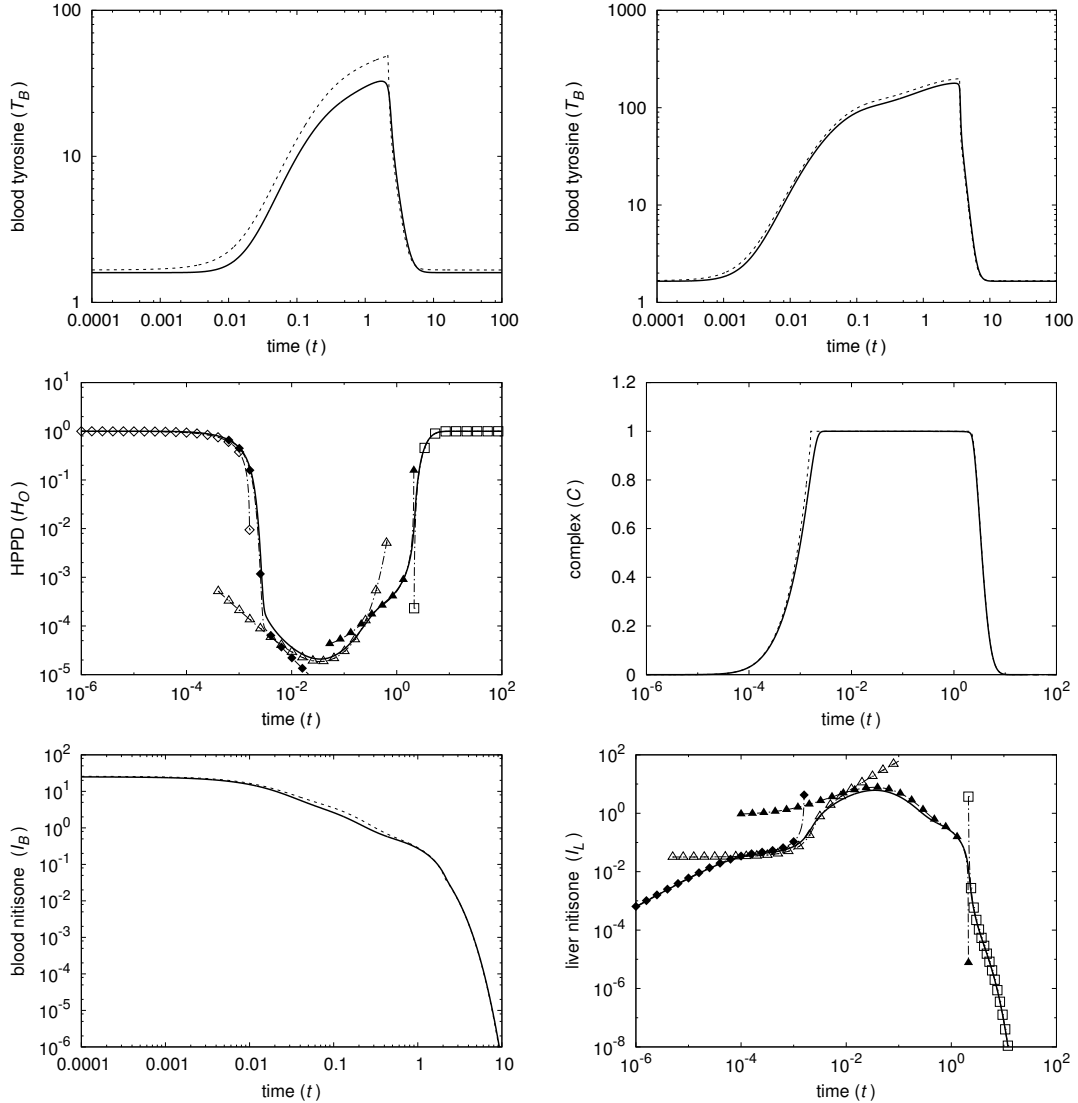 100
10
1
0.0001 0.001 0.01 0.1 1 10 100
blood tyrosine (T_B)
time (t)
1000
100
10
1
0.0001 0.001 0.01 0.1 1 10 100
blood tyrosine (T_B)
time (t)
10^1
10^0
10^-1
10^-2
10^-3
10^-4
10^-5
10^-6 10^-4 10^-2 10^0 10^2
HPPD (H_O)
time (t)
1.2
1
0.8
0.6
0.4
0.2
0
10^-6 10^-4 10^-2 10^0 10^2
complex (C)
time (t)
10^2
10^1
10^0
10^-1
10^-2
10^-3
10^-4
10^-5
10^-6
0.0001 0.001 0.01 0.1 1 10
blood nitisone (I_B)
time (t)
10^2
10^0
10^-2
10^-4
10^-6
10^-8
10^-6 10^-4 10^-2 10^0 10^2
liver nitisone (I_L)
time (t)